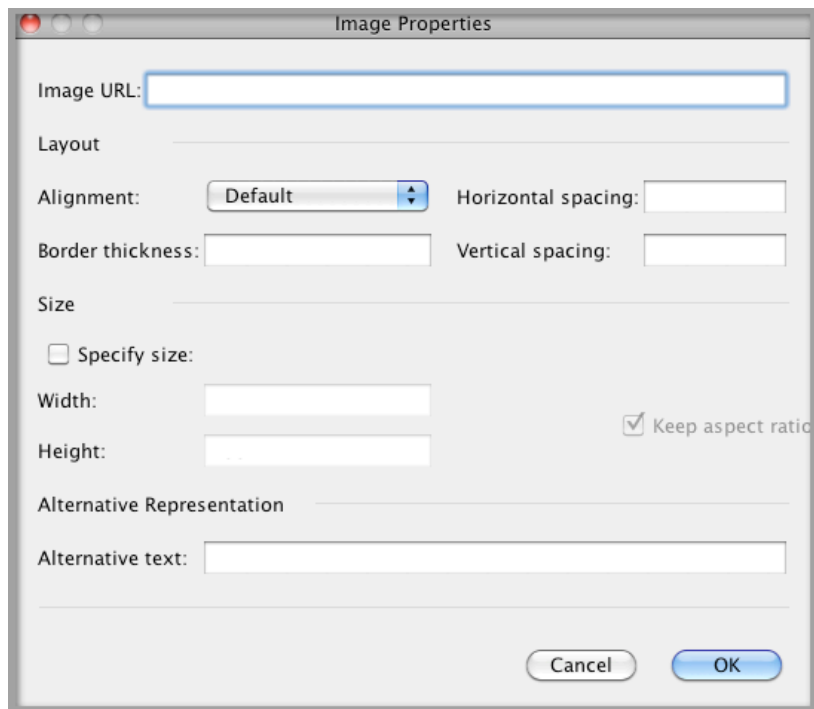 Image Properties
Image URL:
Layout
Alignment: Default Horizontal spacing:
Border thickness: Vertical spacing:
Size
Specify size:
Width:
Keep aspect ratio
Height:
Alternative Representation
Alternative text:
Cancel OK